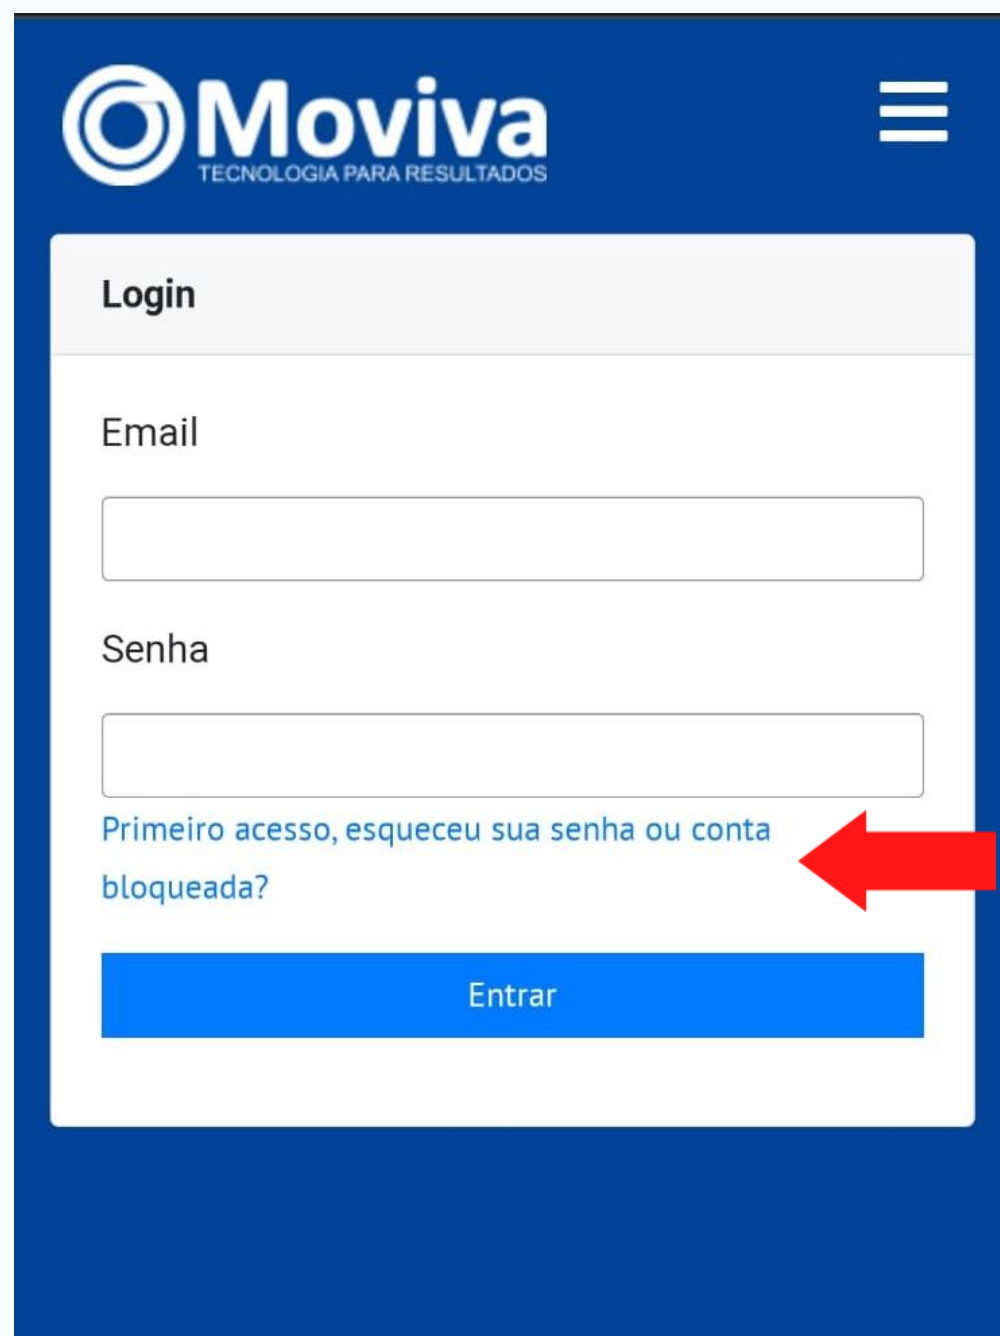 Moviva
TECNOLOGIA PARA RESULTADOS
Login
Email
Senha
Primeiro acesso, esqueceu sua senha ou conta
bloqueada?
Entrar